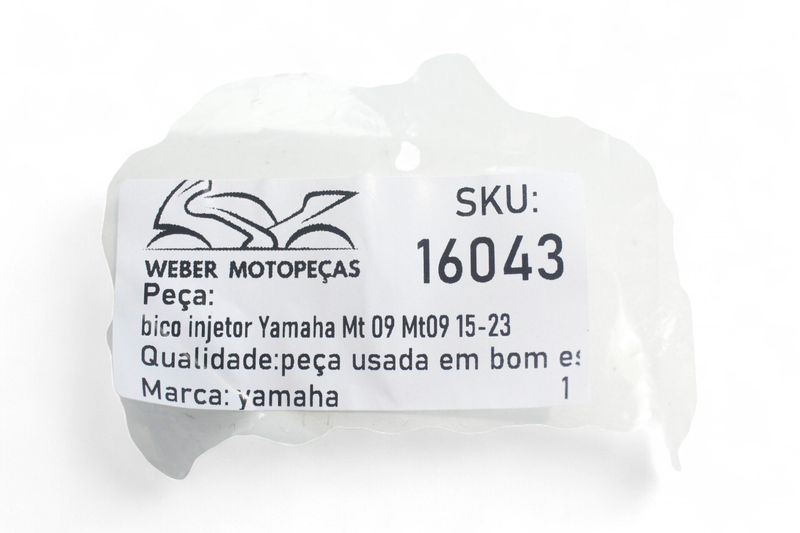 SKU:
16043
WEBER MOTOPEÇAS
Peça:
bico injetor Yamaha Mt 09 Mt09 15-23
Qualidade:peça usada em bom es
Marca: yamaha 1